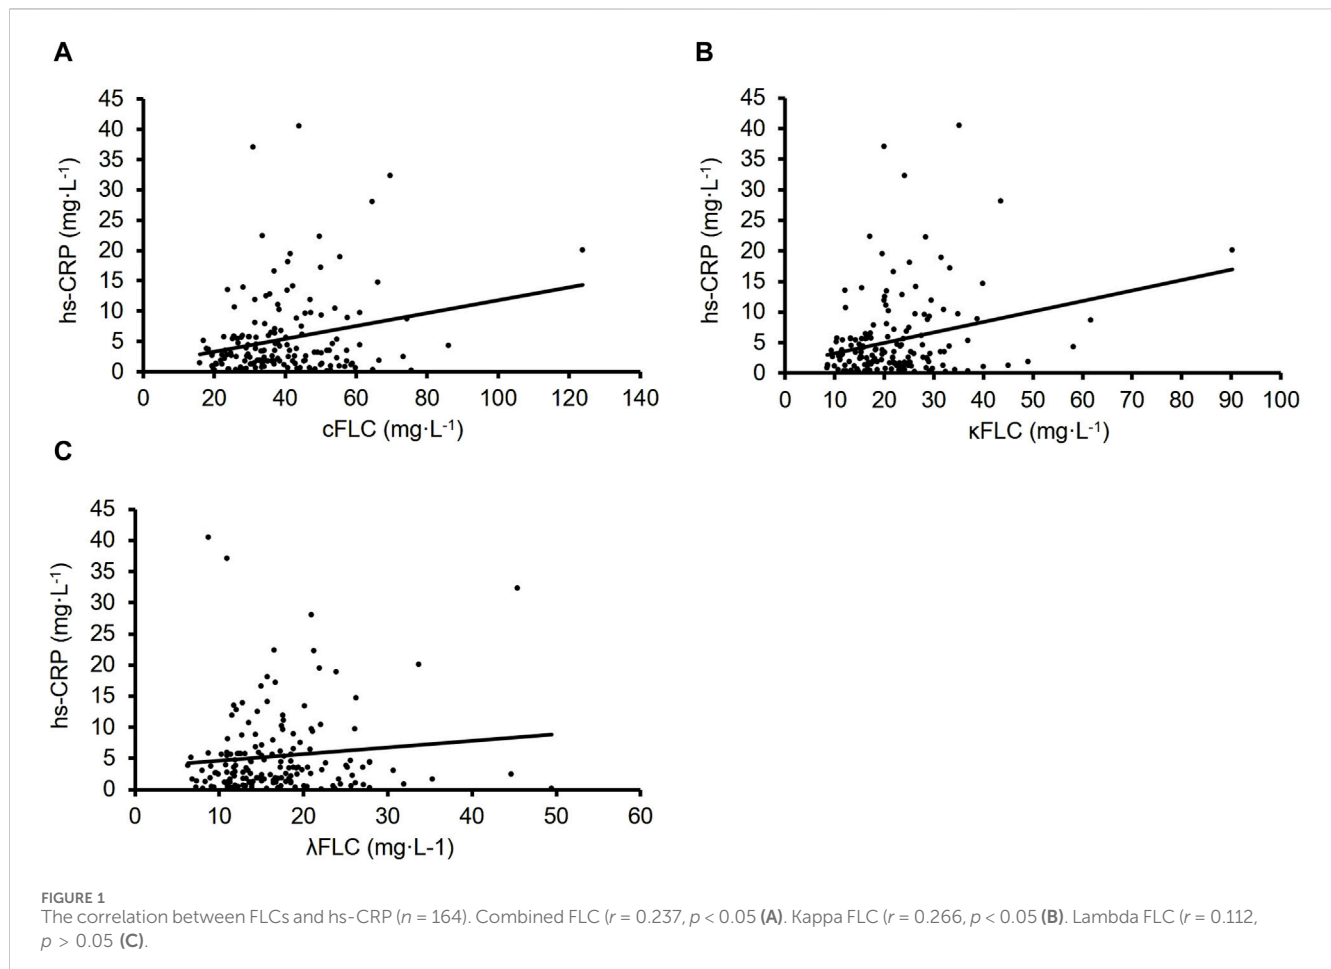 A
B
45
40
35
30
25
20
15
10
5
0
hs-CRP (mg·L-1)
0 20 40 60 80 100 120 140
cFLC (mg·L-1)
45
40
35
30
25
20
15
10
5
0
hs-CRP (mg·L-1)
0 10 20 30 40 50 60 70 80 90 100
κFLC (mg·L-1)
C
45
40
35
30
25
20
15
10
5
0
hs-CRP (mg·L-1)
0 10 20 30 40 50 60
λFLC (mg·L-1)
FIGURE 1
The correlation between FLCs and hs-CRP (n = 164). Combined FLC (r = 0.237, p < 0.05 (A). Kappa FLC (r = 0.266, p < 0.05 (B). Lambda FLC (r = 0.112,
p > 0.05 (C).